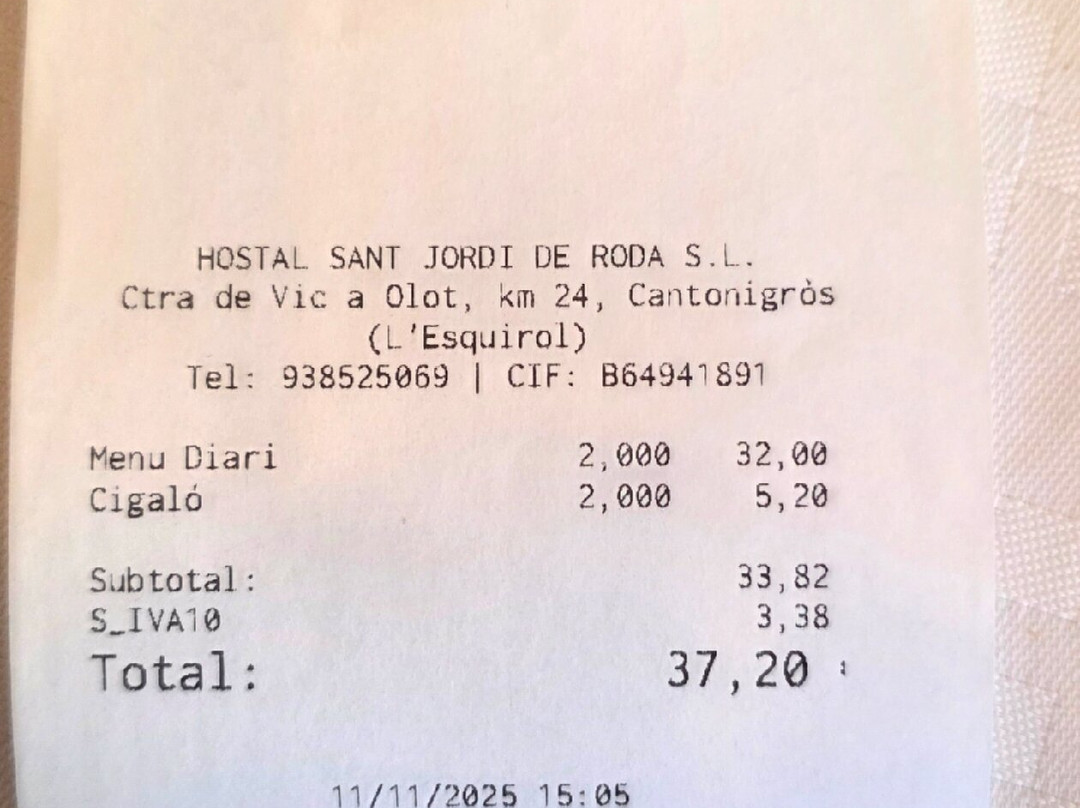 HOSTAL SANT JORDI DE RODA S.L.
Ctra de Vic a Olot, km 24, Cantonigròs
(L'Esquirol)
Tel: 938525069 | CIF: B64941891
Menu Diari 2,000 32,00
Cigaló 2,000 5,20
Subtotal: 33,82
S_IVA10 3,38
Total: 37,20
11/11/2025 15:05